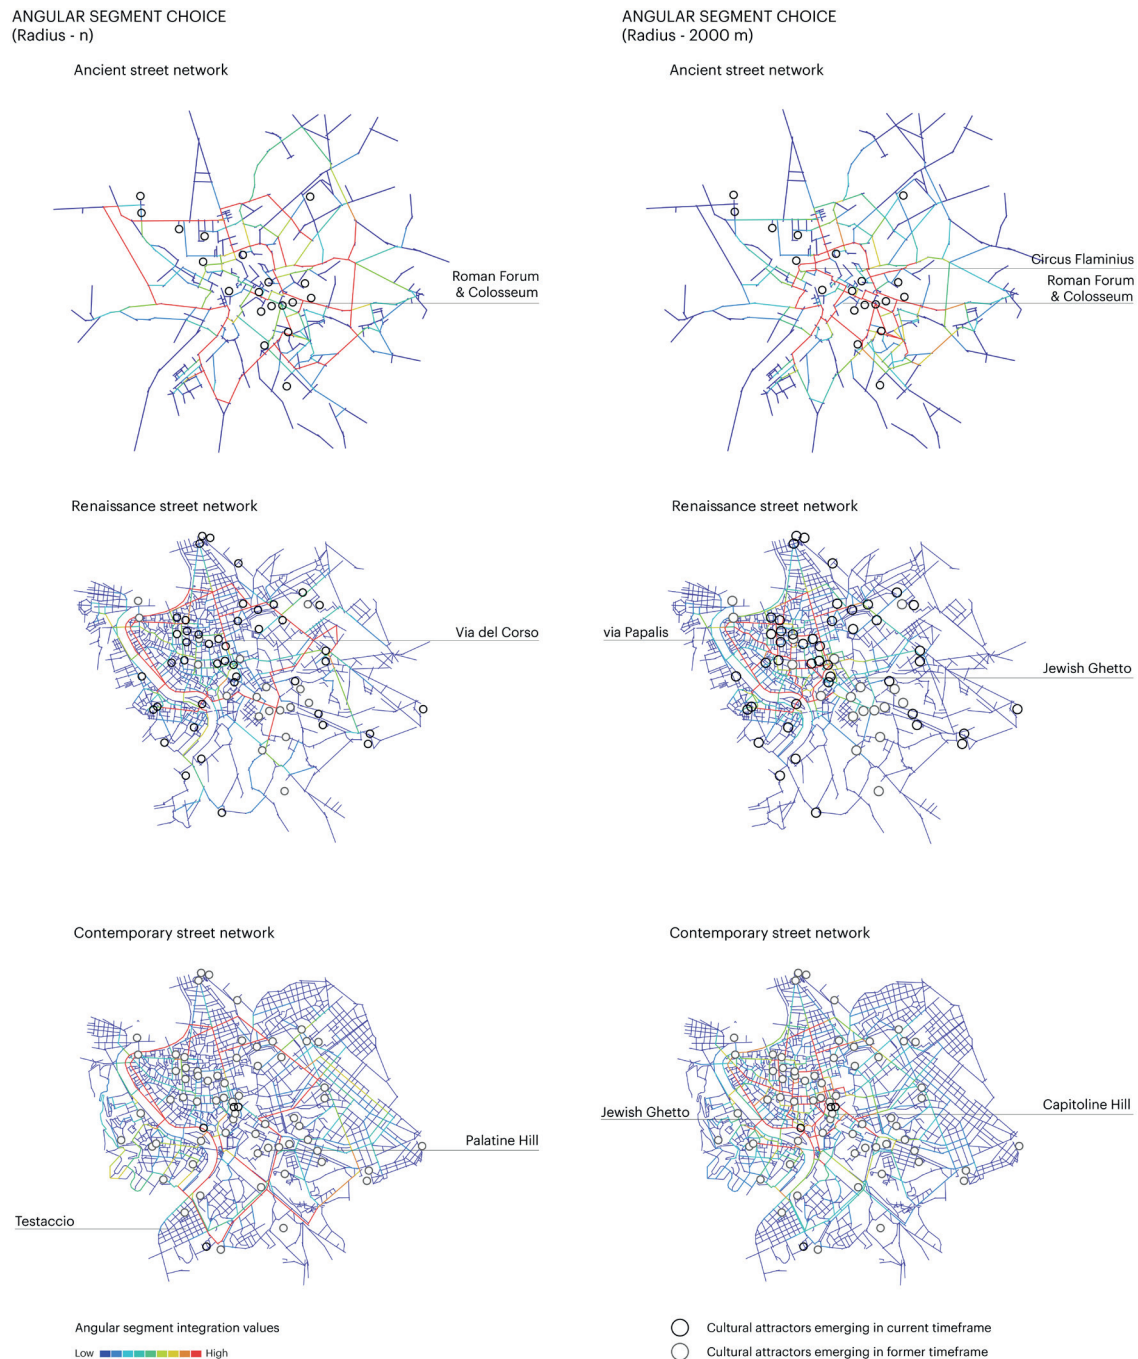 ANGULAR SEGMENT CHOICE
(Radius - n)
ANGULAR SEGMENT CHOICE
(Radius - 2000 m)
Ancient street network
Ancient street network
Roman Forum
& Colosseum
Circus Flaminius
Roman Forum
& Colosseum
Renaissance street network
Renaissance street network
Via del Corso
via Papalis
Jewish Ghetto
Contemporary street network
Contemporary street network
Palatine Hill
Testaccio
Jewish Ghetto
Capitoline Hill
Angular segment integration values
Low High
Cultural attractors emerging in current timeframe
Cultural attractors emerging in former timeframe